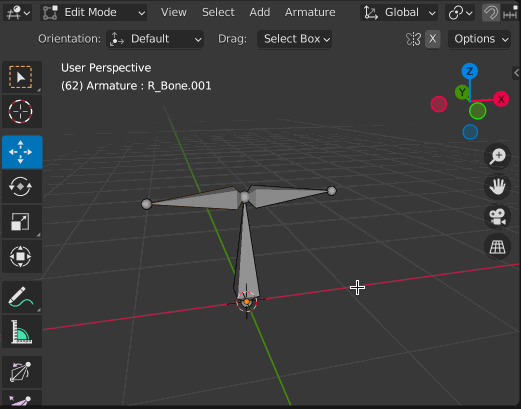 Edit Mode View Select Add Armature Global
Orientation: Default Drag: Select Box X Options
User Perspective
(62) Armature : R_Bone.001
Z
Y
X